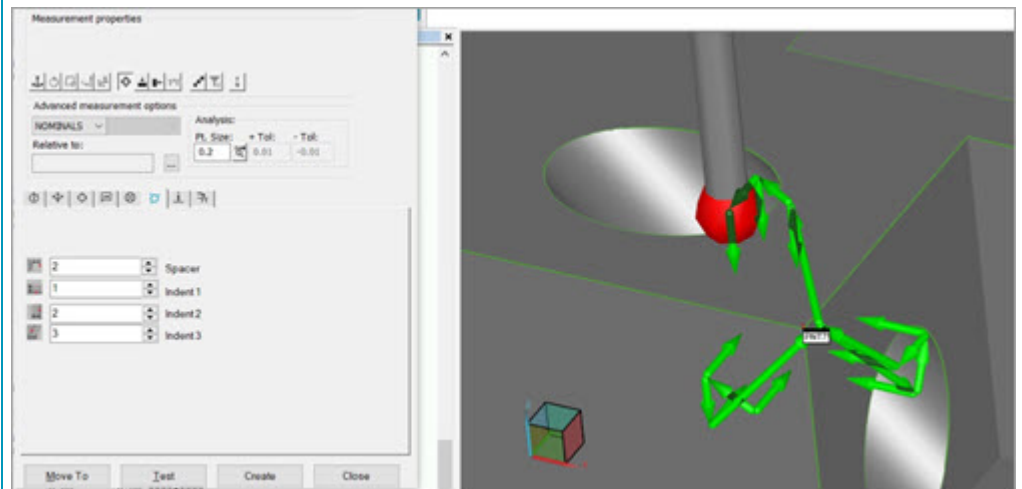 Measurement properties
Advanced measurement options
NOMINALS
Analysis:
Pt. Size: + Tol: - Tol:
0.2 0.01 -0.01
Relative to:
...
2 Spacer
1 Indent 1
2 Indent 2
3 Indent 3
Move To Test Create Close